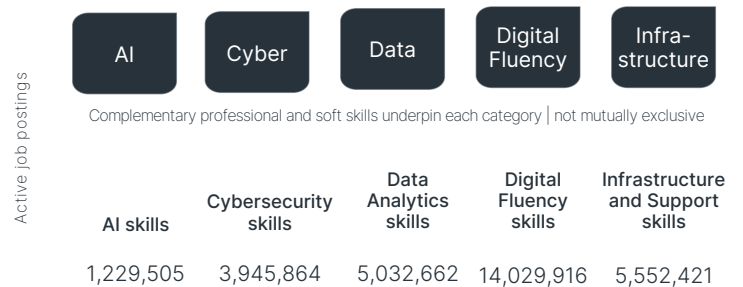 AI
Cyber
Data
Digital
Fluency
Infra-
structure
Complementary professional and soft skills underpin each category | not mutually exclusive
Active job postings
AI skills
Cybersecurity
skills
Data
Analytics
skills
Digital
Fluency
skills
Infrastructure
and Support
skills
1,229,505
3,945,864
5,032,662
14,029,916
5,552,421